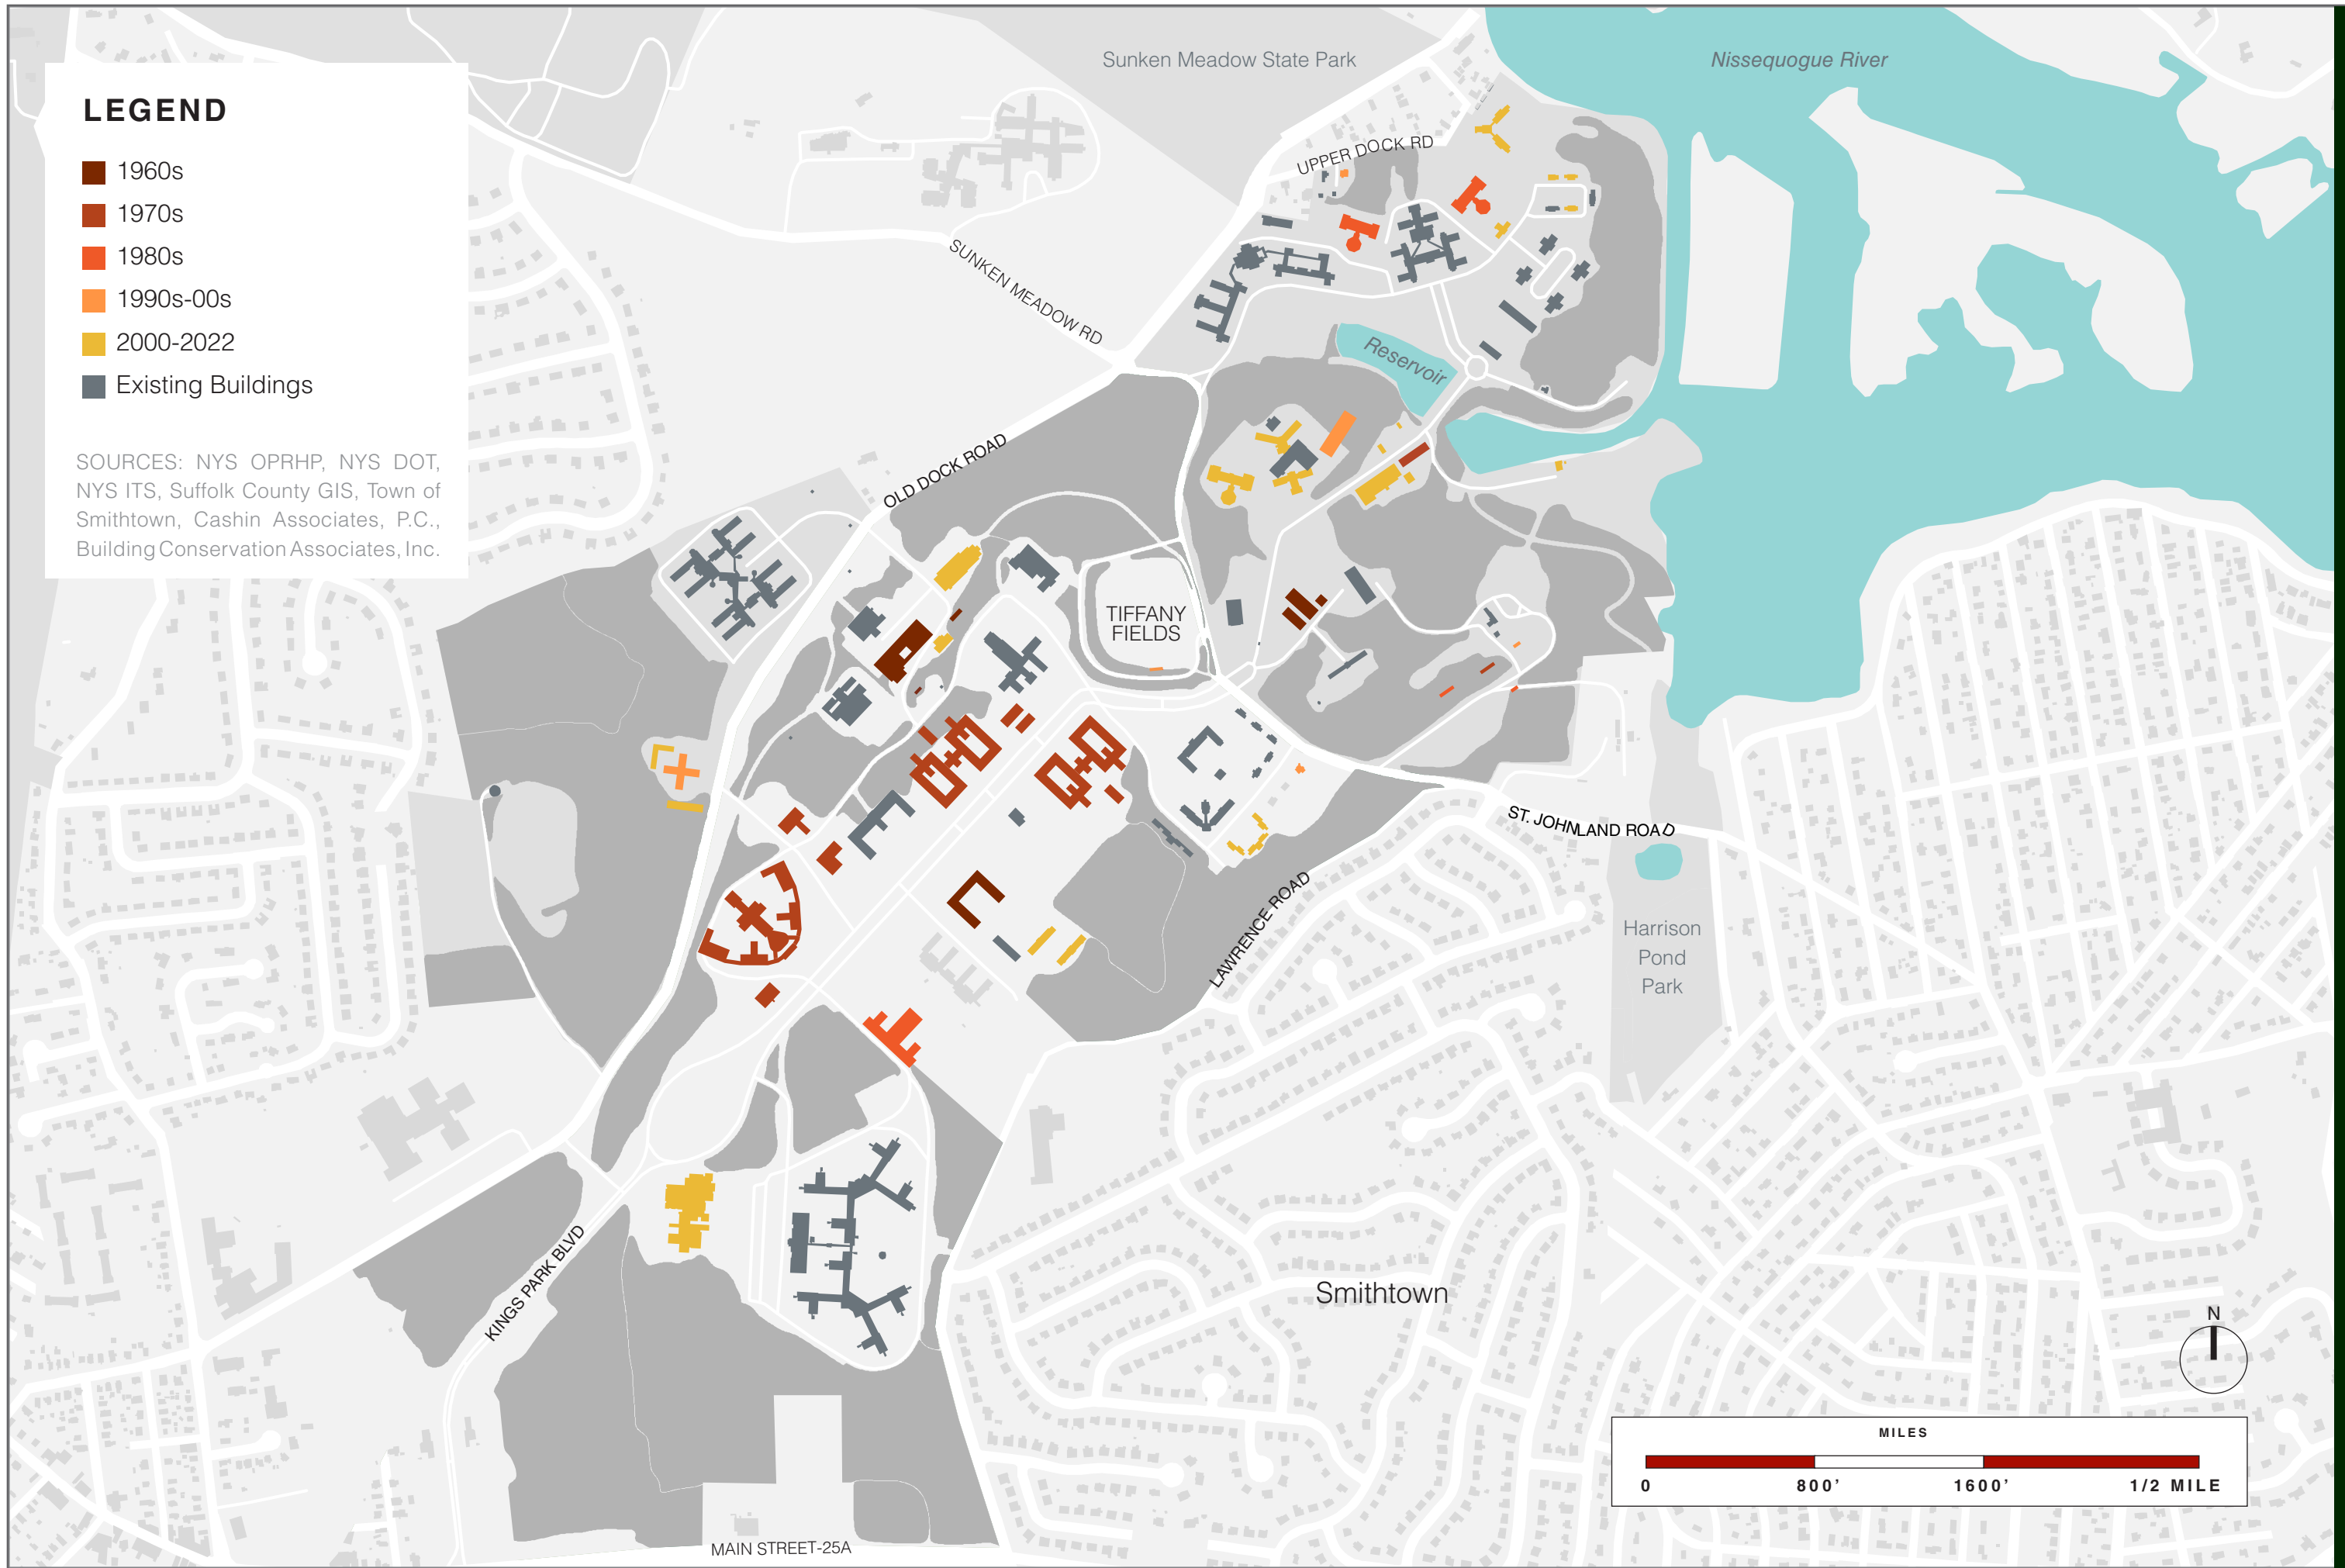 LEGEND
1960s
1970s
1980s
1990s-00s
2000-2022
Existing Buildings
SOURCES: NYS OPRHP, NYS DOT,
NYS ITS, Suffolk County GIS, Town of
Smithtown, Cashin Associates, P.C.,
Building Conservation Associates, Inc.
Sunken Meadow State Park
Nissequogue River
UPPER DOCK RD
SUNKEN MEADOW RD
Reservoir
OLD DOCK ROAD
TIFFANY
FIELDS
ST. JOHNLAND ROAD
LAWRENCE ROAD
Harrison
Pond
Park
KINGS PARK BLVD
Smithtown
N
MILES
0 800’ 1600’ 1/2 MILE
MAIN STREET-25A